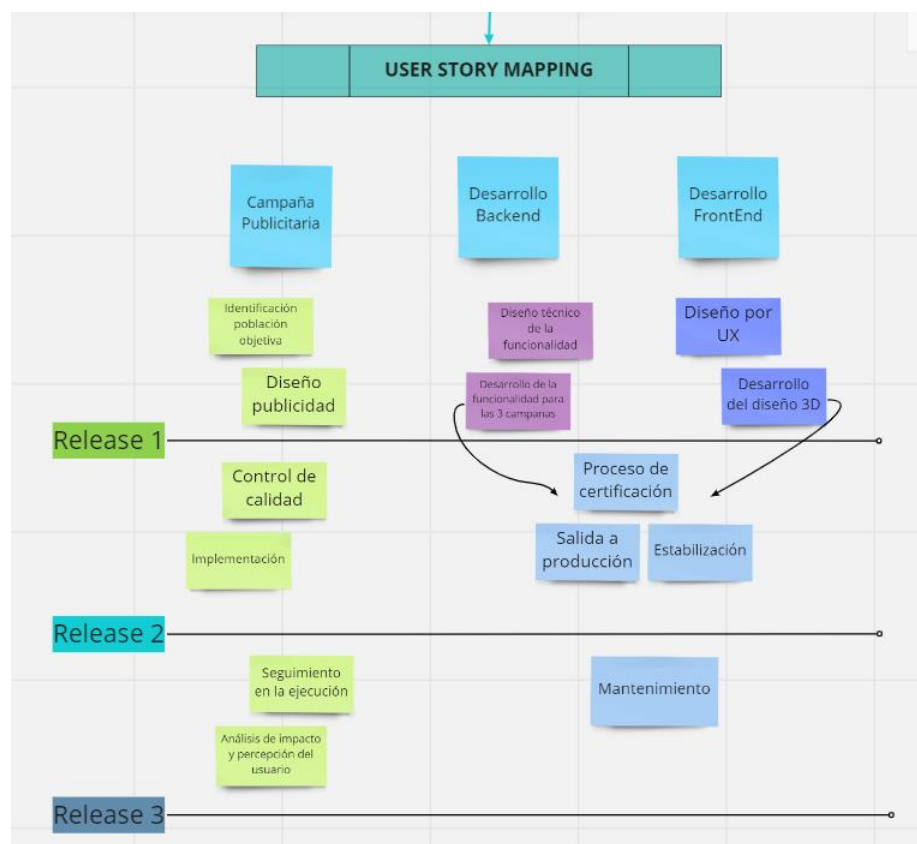 USER STORY MAPPING
Campaña
Publicitaria
Desarrollo
Backend
Desarrollo
FrontEnd
Identificación
población
objetiva
Diseño técnico
de la
funcionalidad
Diseño por
UX
Diseño
publicidad
Desarrollo de la
funcionalidad para
las 3 campanas
Desarrollo
del diseño 3D
Release 1
Control de
calidad
Proceso de
certificación
Implementación
Salida a
producción
Estabilización
Release 2
Seguimiento
en la ejecución
Mantenimiento
Análisis de impacto
y percepción del
usuario
Release 3